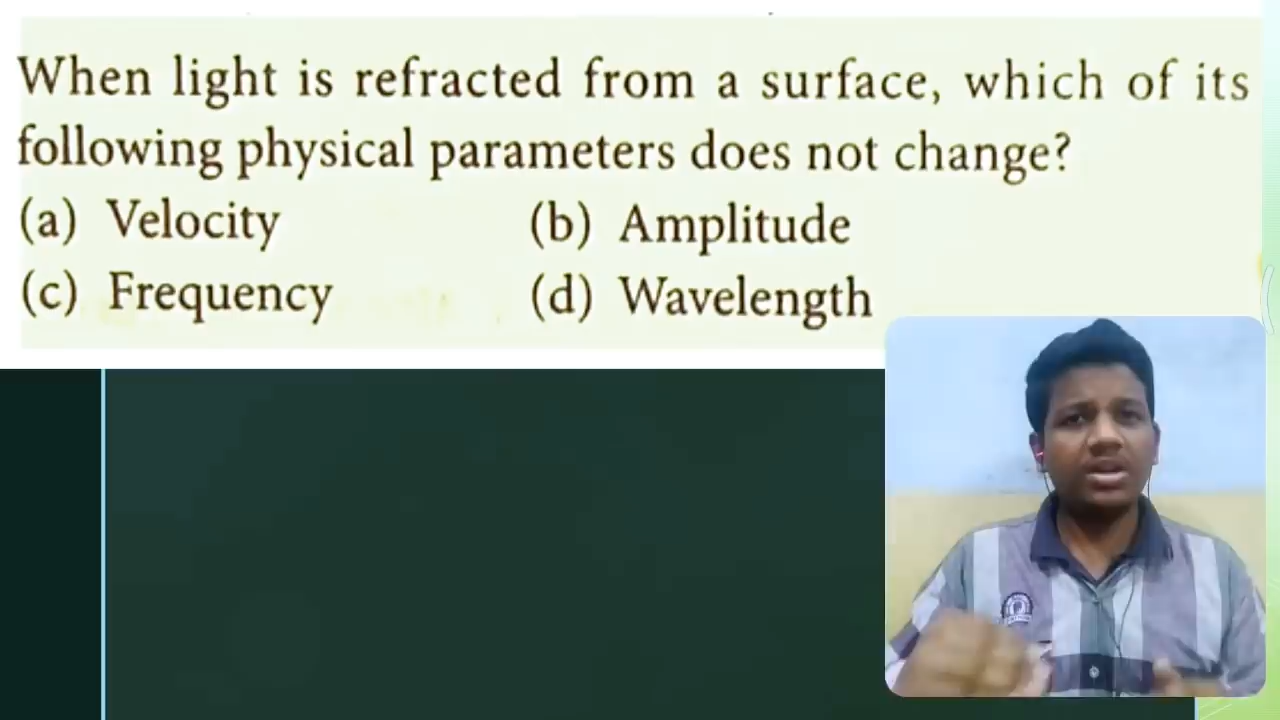 When light is refracted from a surface, which of its
following physical parameters does not change?
(a) Velocity (b) Amplitude
(c) Frequency (d) Wavelength